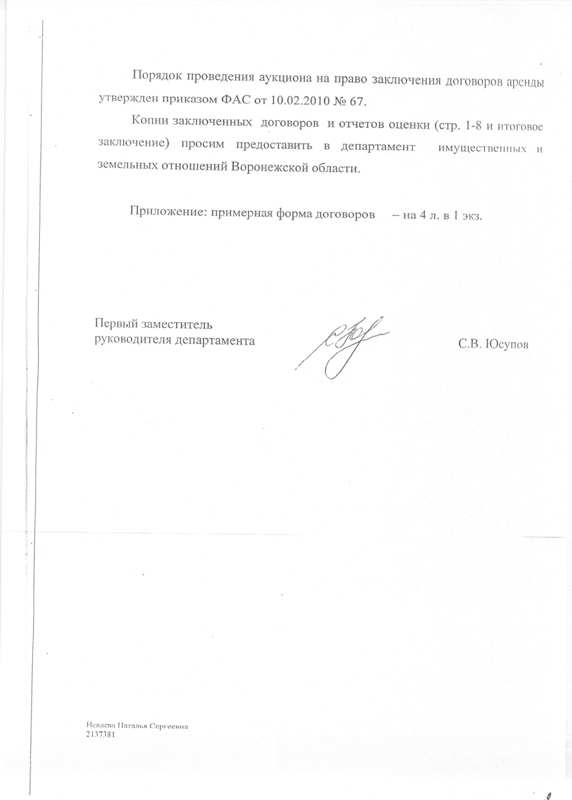 Порядок проведения аукциона на право заключения договоров аренды
утвержден приказом ФАС от 10.02.2010 № 67.
Копии заключенных договоров и отчетов оценки (стр. 1-8 и итоговое
заключение) просим предоставить в департамент имущественных и
земельных отношений Воронежской области.
Приложение: примерная форма договоров – на 4 л. в 1 экз.
Первый заместитель
руководителя департамента
С.В. Юсупов
Наталья Сергеевна
2137381